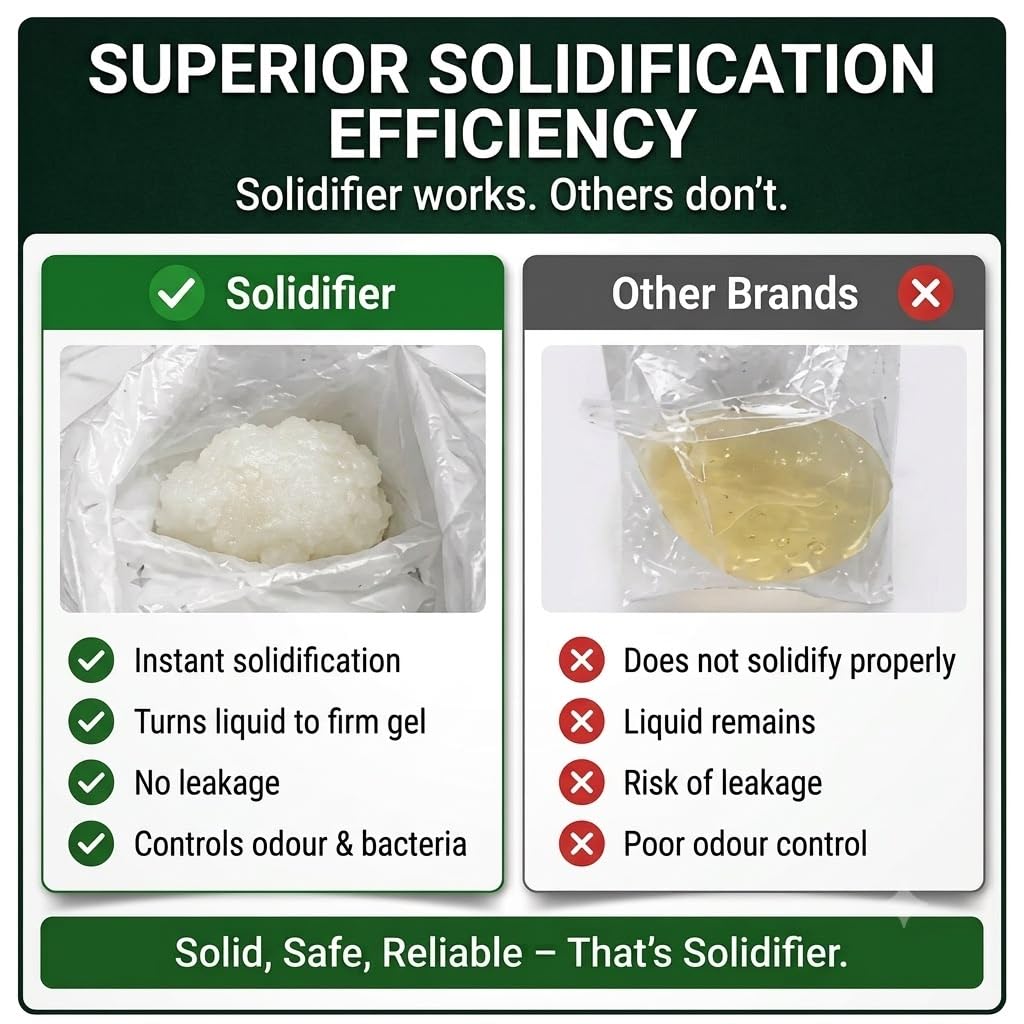 SUPERIOR SOLIDIFICATION
EFFICIENCY
Solidifier works. Others don't.
Solidifier
Instant solidification
Turns liquid to firm gel
No leakage
Controls odour & bacteria
Other Brands
Does not solidify properly
Liquid remains
Risk of leakage
Poor odour control
Solid, Safe, Reliable – That's Solidifier.